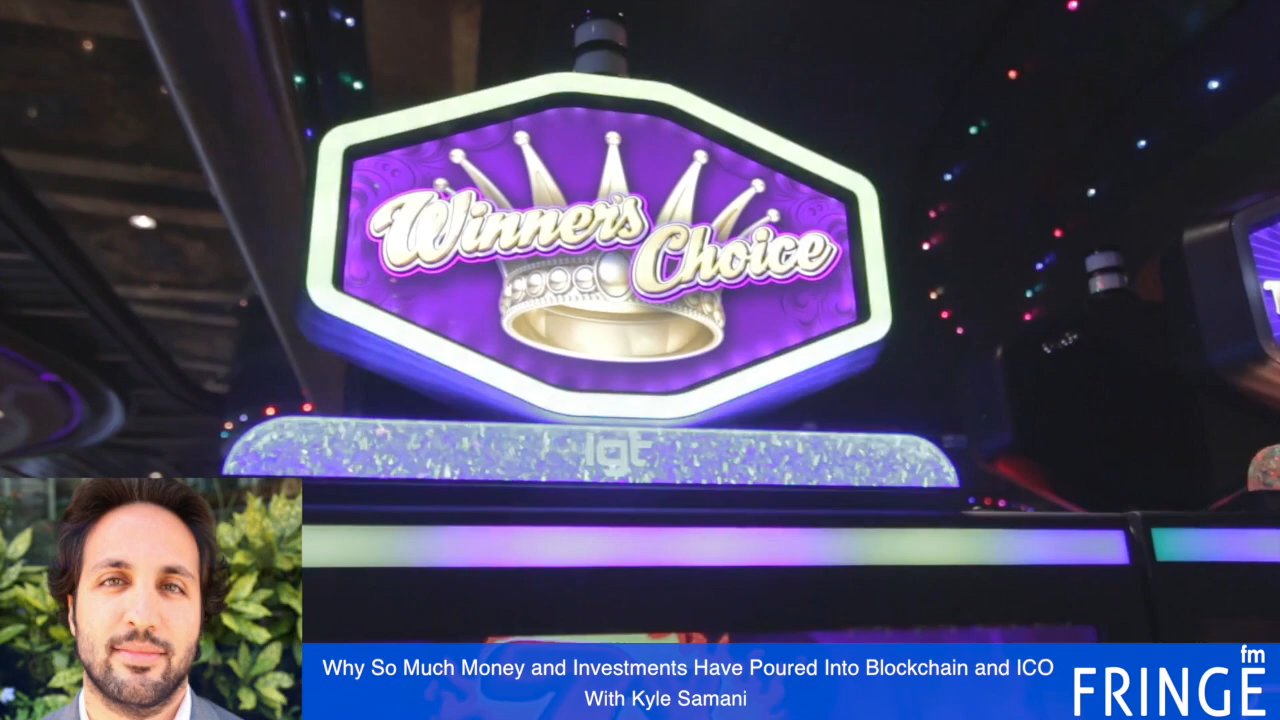 Winner's
Choice
igt
Why So Much Money and Investments Have Poured Into Blockchain and ICO
With Kyle Samani
fm
FRINGE